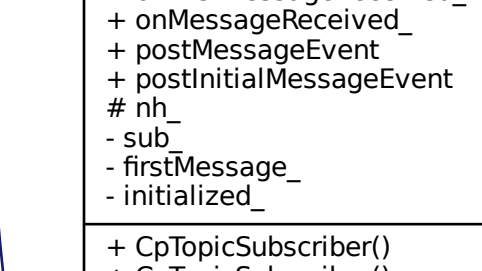 + onMessageReceived_
+ postMessageEvent
+ postInitialMessageEvent
# nh_
- sub_
- firstMessage_
- initialized_
+ CpTopicSubscriber()